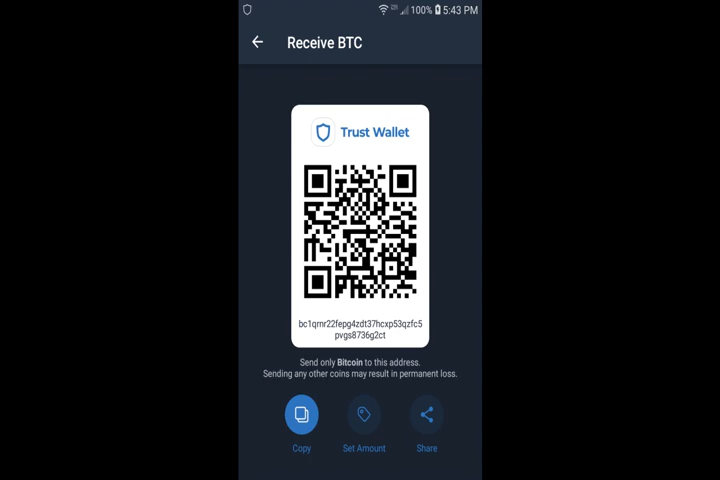 100% 5:43 PM
Receive BTC
Trust Wallet
bc1qrnr22fepg4zdt37hcxp53qzfc5
pvgs8736g2ct
Send only Bitcoin to this address.
Sending any other coins may result in permanent loss.
Copy Set Amount Share